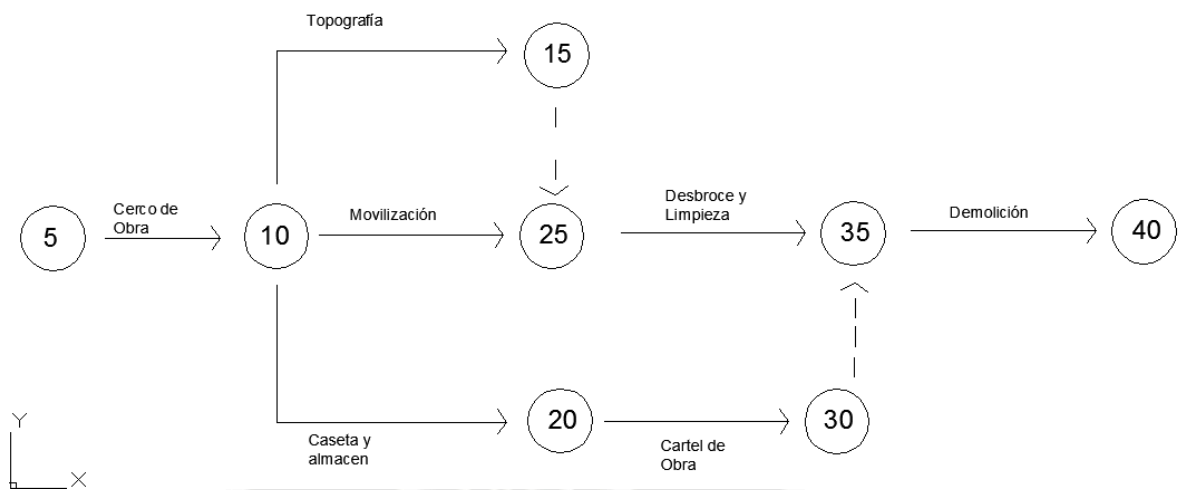 Topografía
15
Cerco de
Obra
Movilización
Desbroce y
Limpieza
Demolición
5
10
25
35
40
Caseta y
almacen
20
Cartel de
Obra
30
Y
X